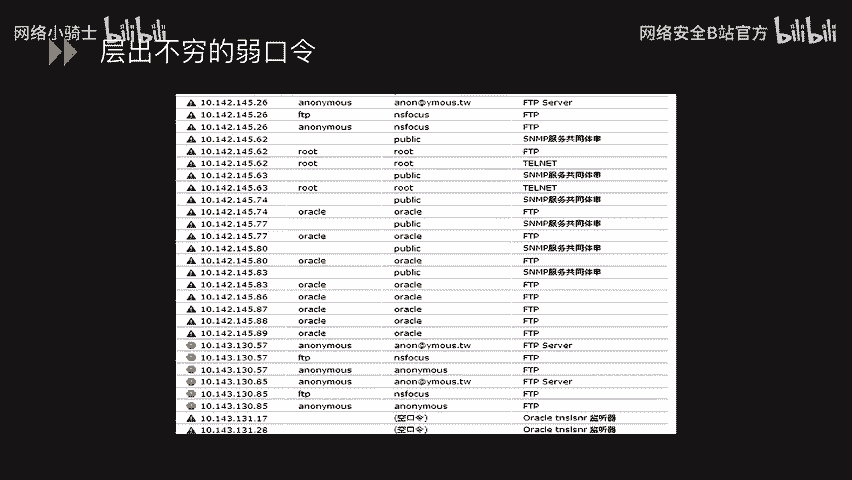 网络小骑士 bilibili
网络安全B站官方 bilibili
层出不穷的弱口令
10.142.145.26 anonymous anon@ymous.tw FTP Server
10.142.145.26 ftp nsfocus FTP
10.142.145.26 anonymous nsfocus FTP
10.142.145.62 public SNMP服务共同体串
10.142.145.62 root root FTP
10.142.145.62 root root TELNET
10.142.145.63 public SNMP服务共同体串
10.142.145.63 root root TELNET
10.142.145.74 public SNMP服务共同体串
10.142.145.74 oracle oracle FTP
10.142.145.77 public SNMP服务共同体串
10.142.145.77 oracle oracle FTP
10.142.145.80 public SNMP服务共同体串
10.142.145.80 oracle oracle FTP
10.142.145.83 public SNMP服务共同体串
10.142.145.83 oracle oracle FTP
10.142.145.86 oracle oracle FTP
10.142.145.87 oracle oracle FTP
10.142.145.88 oracle oracle FTP
10.142.145.89 oracle oracle FTP
10.143.130.57 anonymous anon@ymous.tw FTP Server
10.143.130.57 ftp nsfocus FTP
10.143.130.57 anonymous anonymous FTP
10.143.130.85 anonymous anon@ymous.tw FTP Server
10.143.130.85 ftp nsfocus FTP
10.143.130.85 anonymous anonymous FTP
10.143.131.17 (空口令) Oracle tnslsnr 监听器
10.143.131.28 (空口令) Oracle tnslsnr 监听器